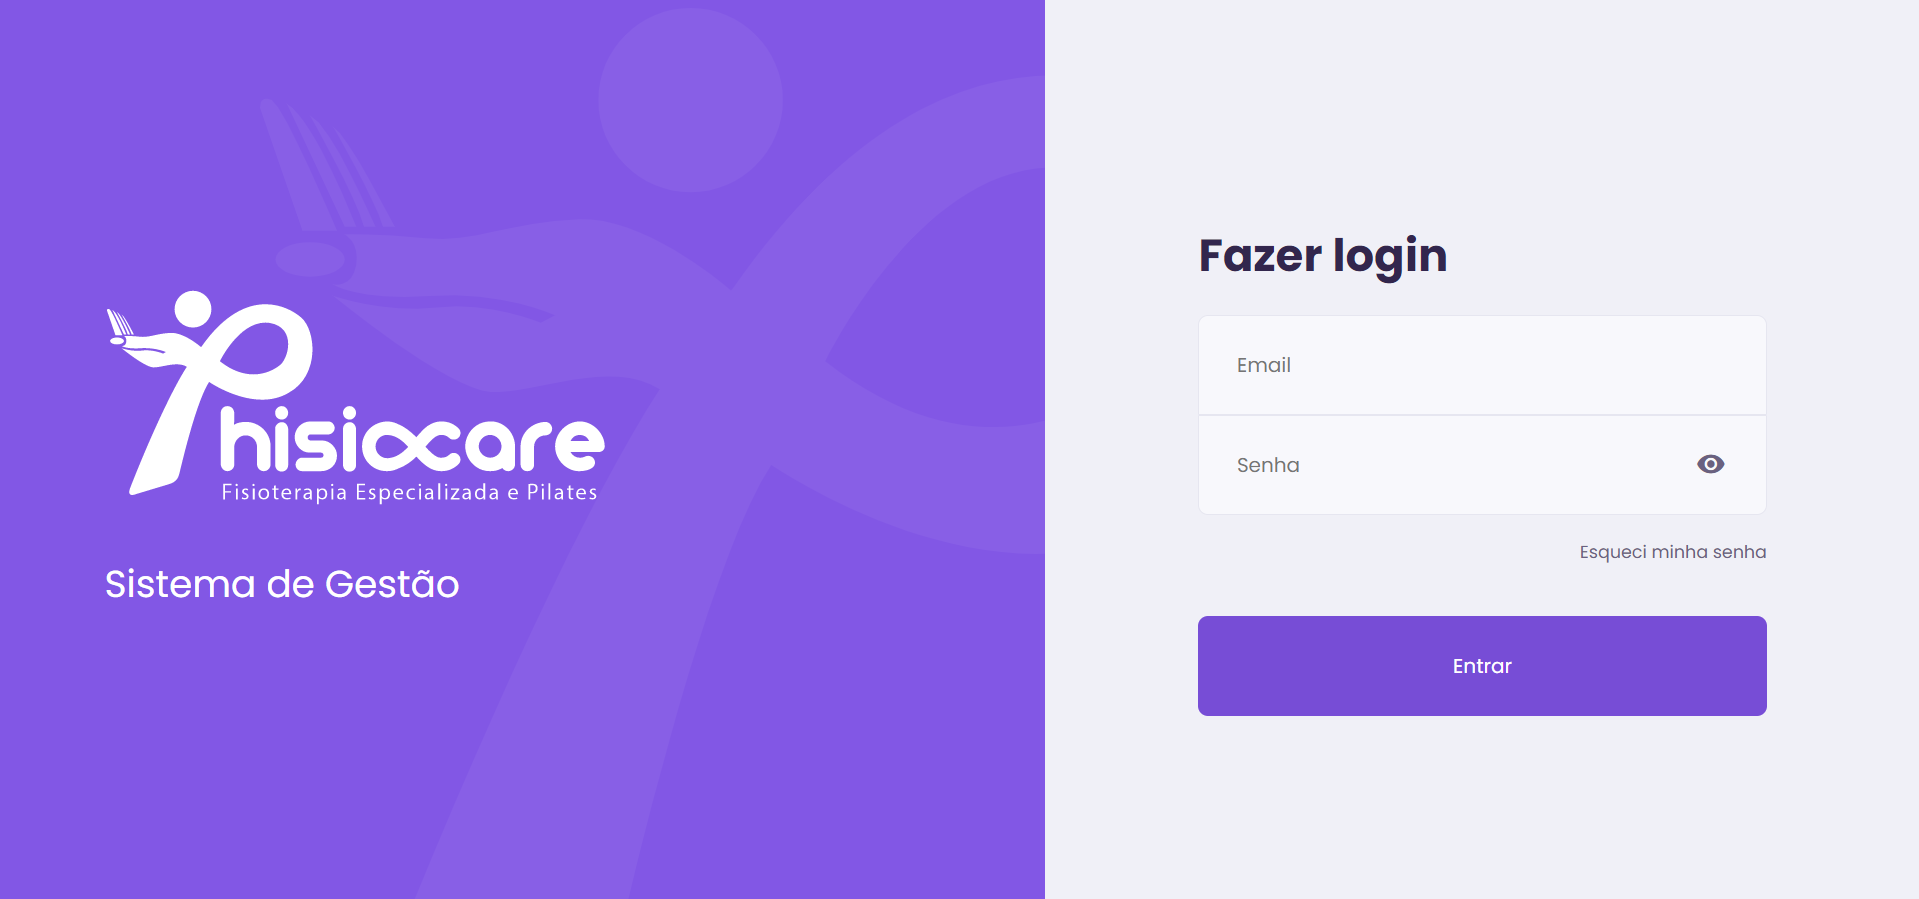 Phisiocare
Fisioterapia Especializada e Pilates
Sistema de Gestão
Fazer login
Email
Senha
Esqueci minha senha
Entrar